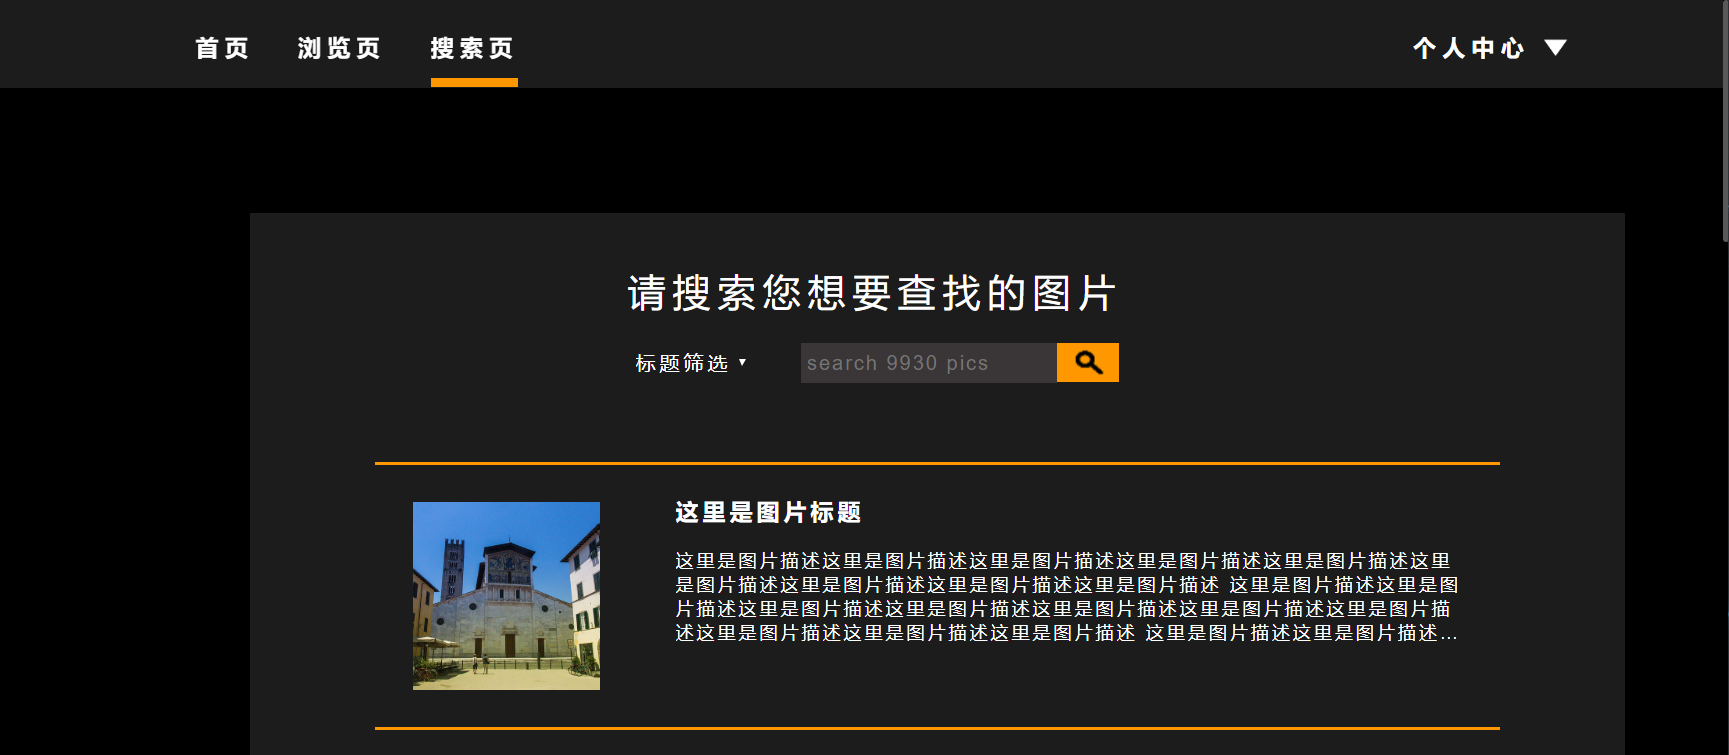 首页 浏览页 搜索页 个人中心 ▼
请搜索您想要查找的图片
标题筛选 ▼ search 9930 pics
这里是图片标题
这里是图片描述这里是图片描述这里是图片描述这里是图片描述这里是图片描述这里
是图片描述这里是图片描述这里是图片描述这里是图片描述 这里是图片描述这里是图
片描述这里是图片描述这里是图片描述这里是图片描述这里是图片描述这里是图片描
述这里是图片描述这里是图片描述这里是图片描述 这里是图片描述这里是图片描述...